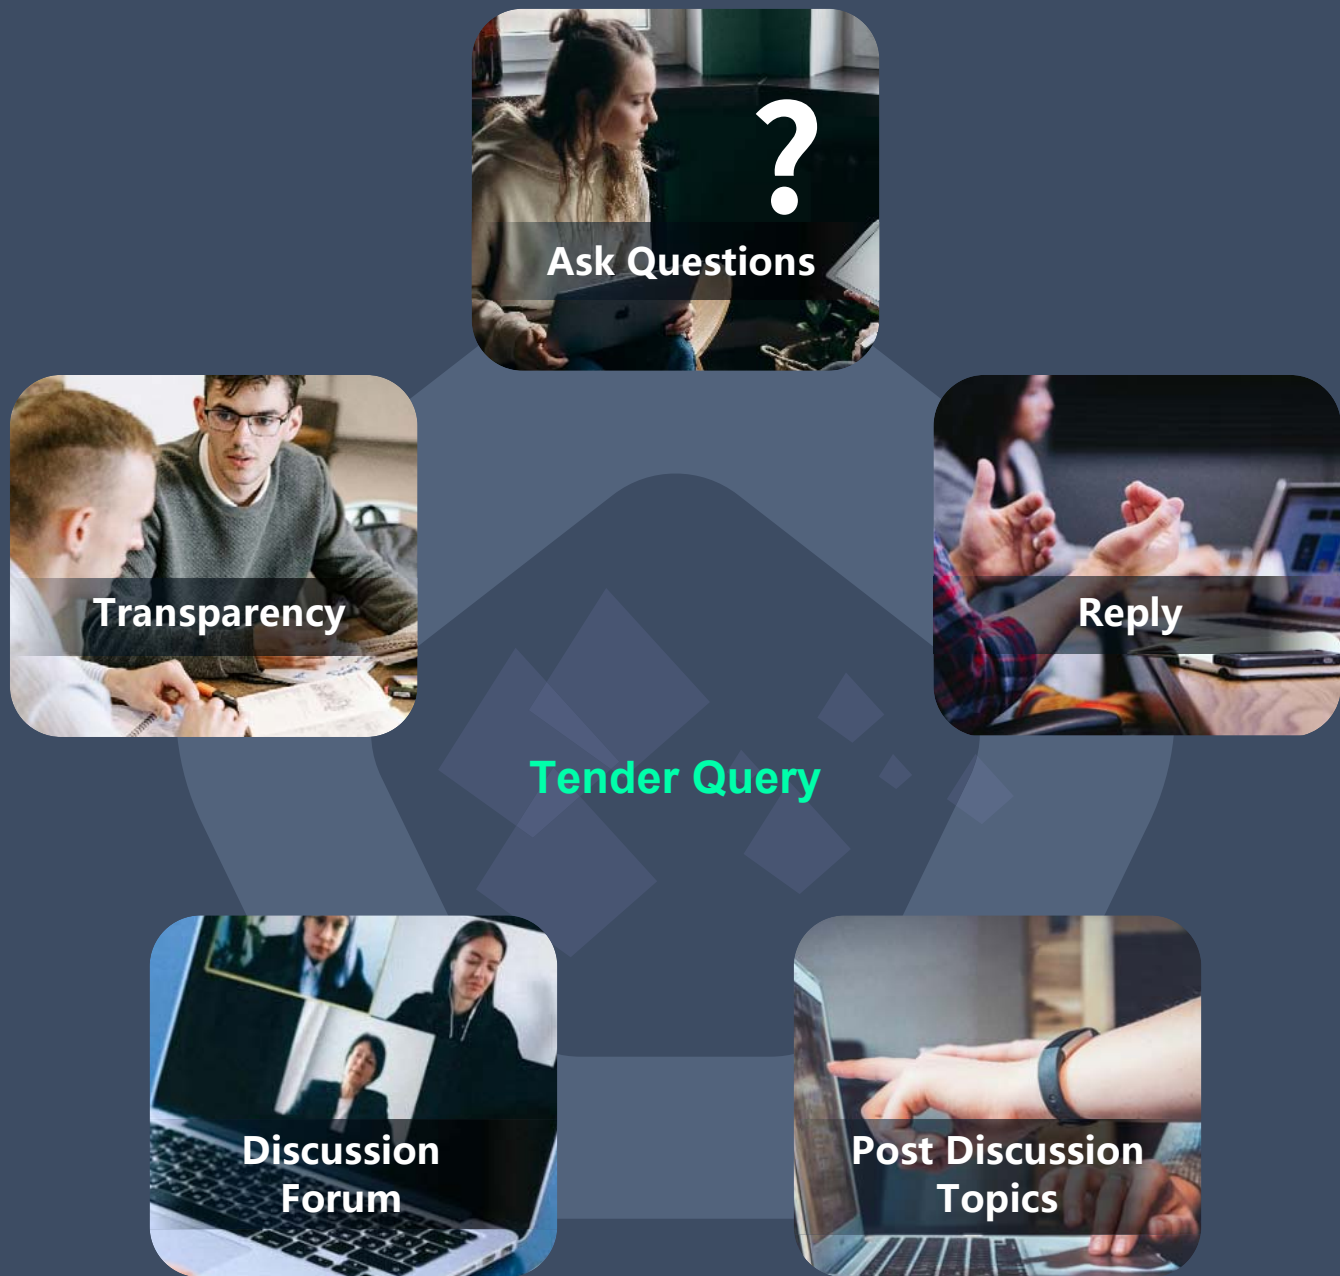 ?
Ask Questions
Transparency
Reply
Tender Query
Discussion
Forum
Post Discussion
Topics